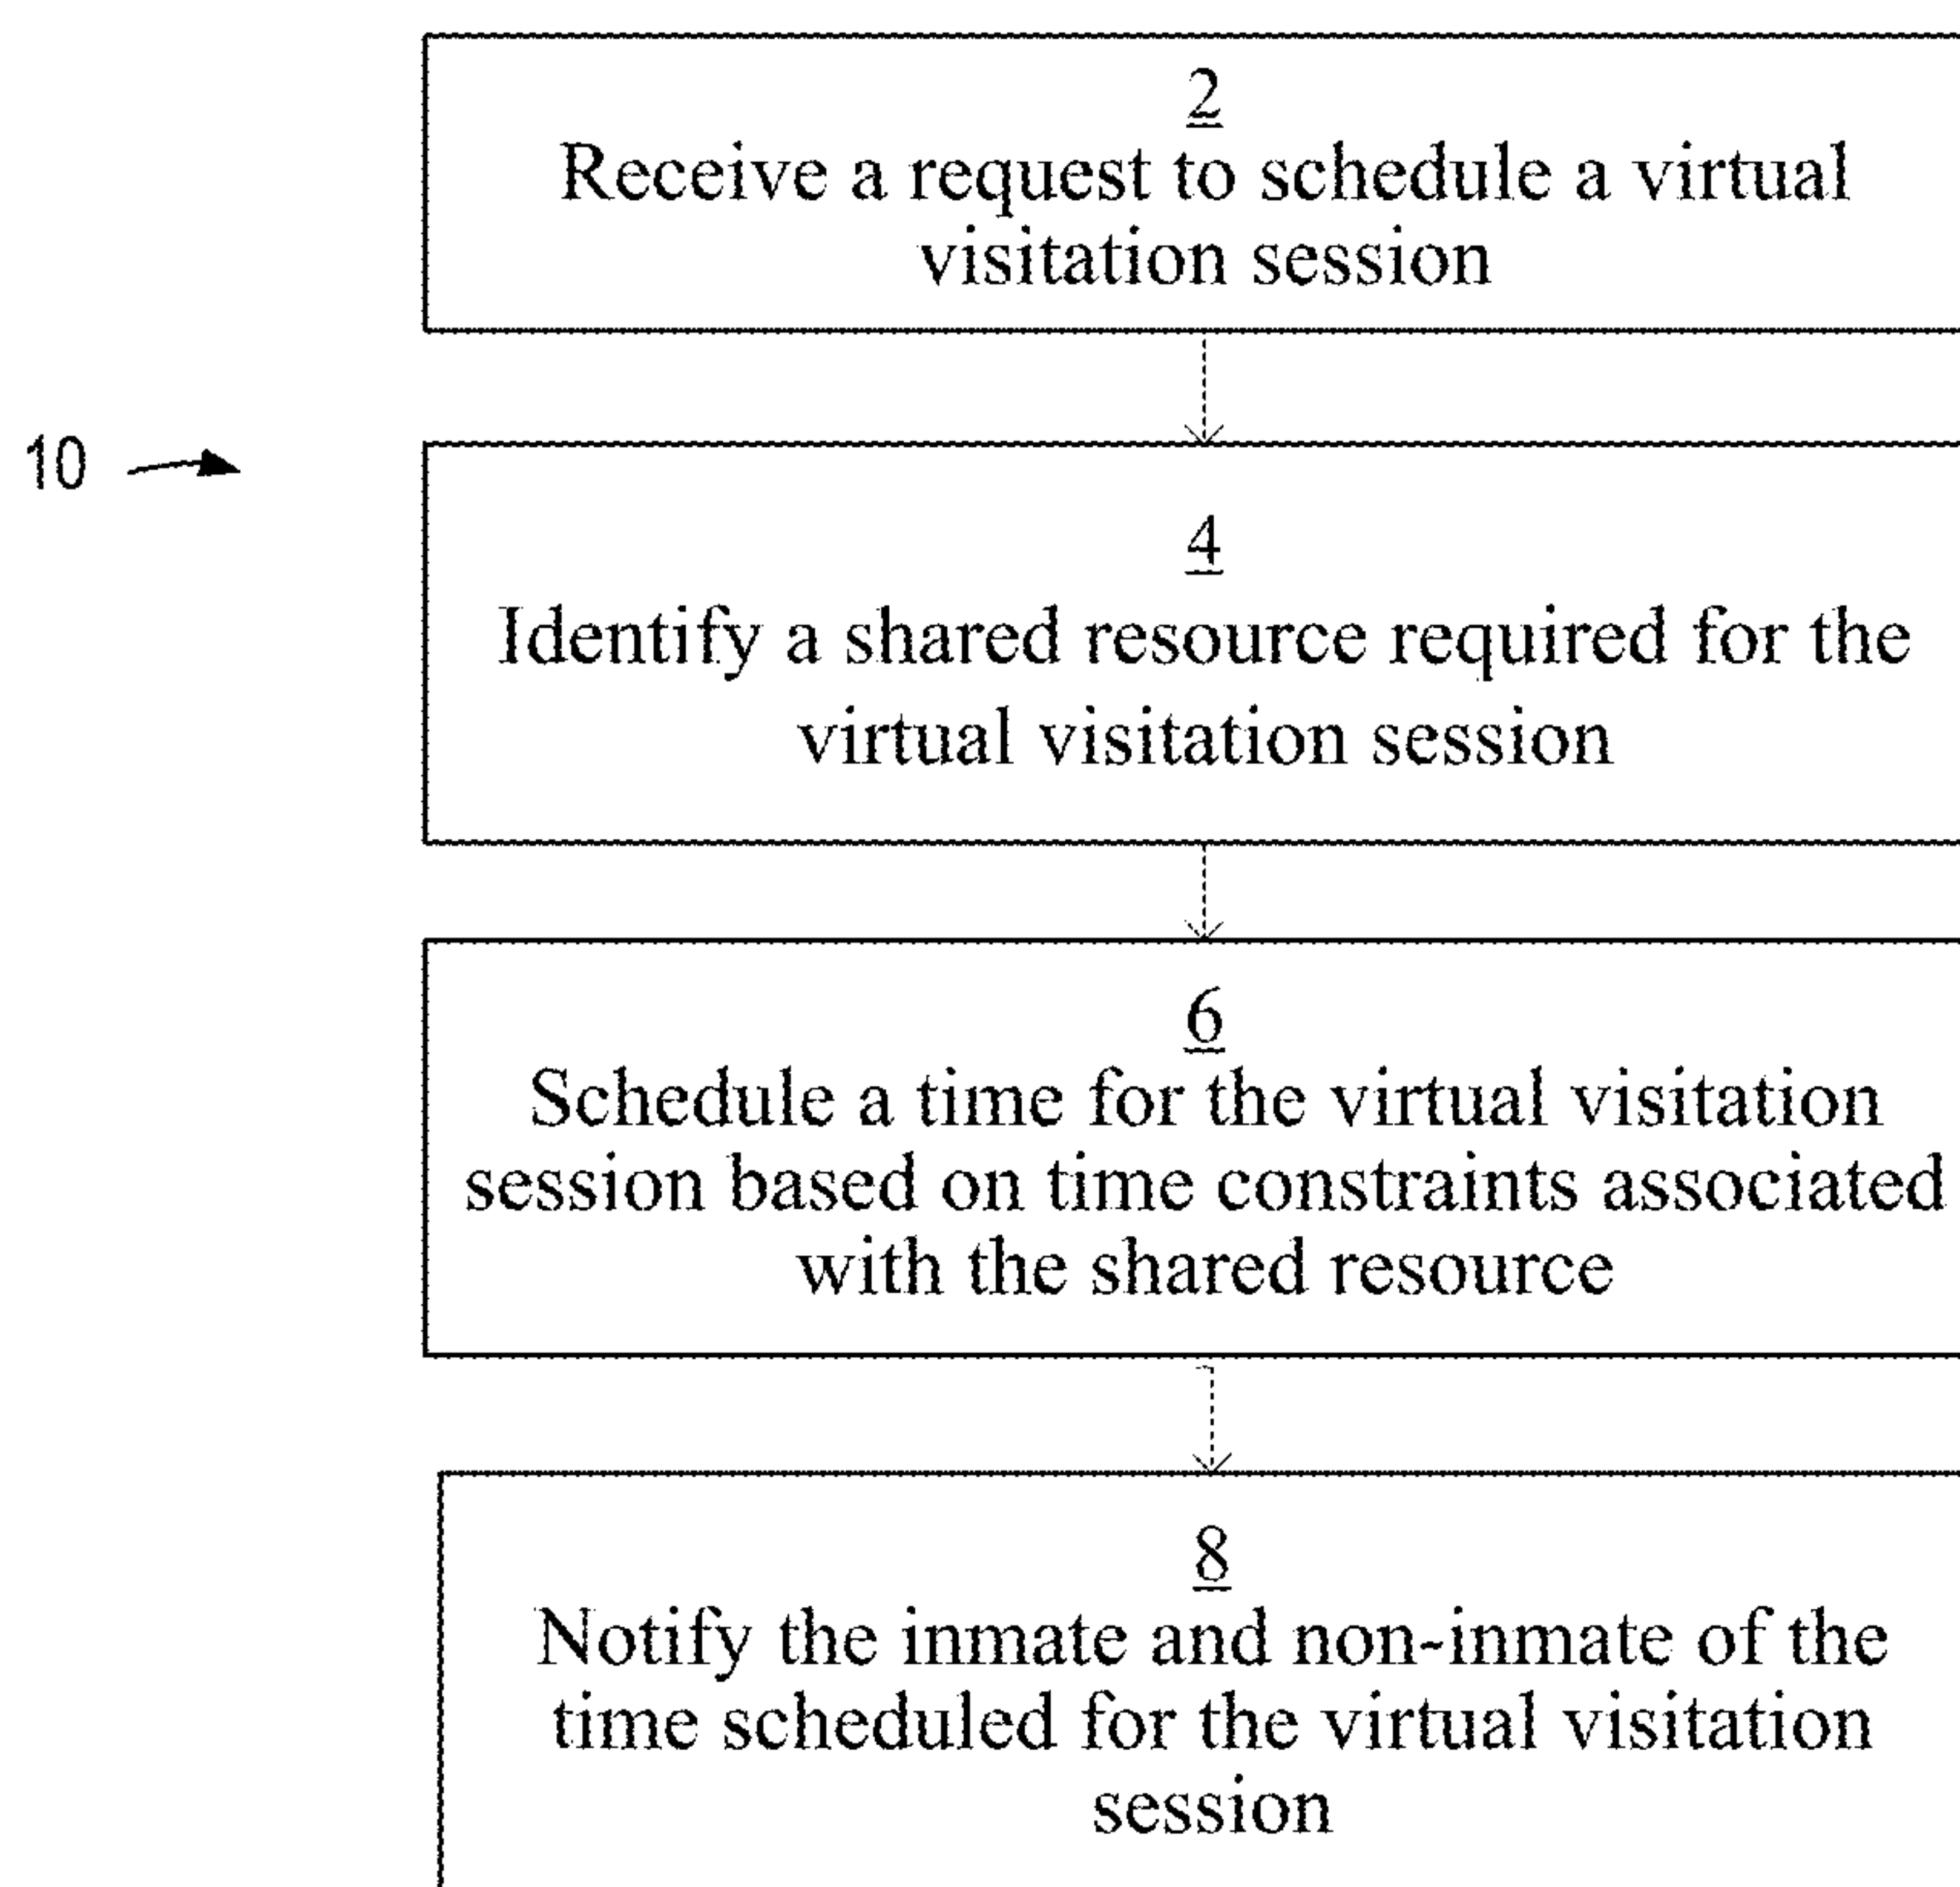 2
Receive a request to schedule a virtual
visitation session
10
4
Identify a shared resource required for the
virtual visitation session
6
Schedule a time for the virtual visitation
session based on time constraints associated
with the shared resource
8
Notify the inmate and non-inmate of the
time scheduled for the virtual visitation
session